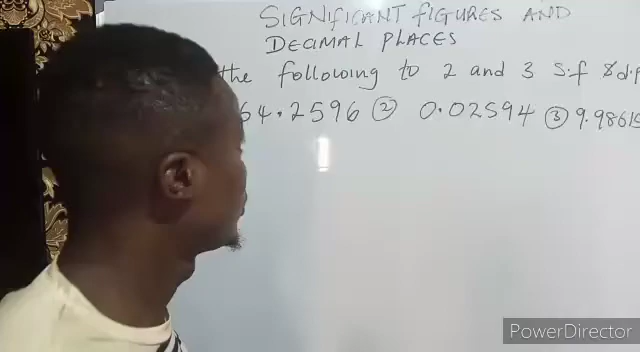 SIGNIFICANT FIGURES AND
DECIMAL PLACES
the following to 2 and 3 s.f & d.p
64.2596 ② 0.02594 ③ 9.98615
PowerDirector